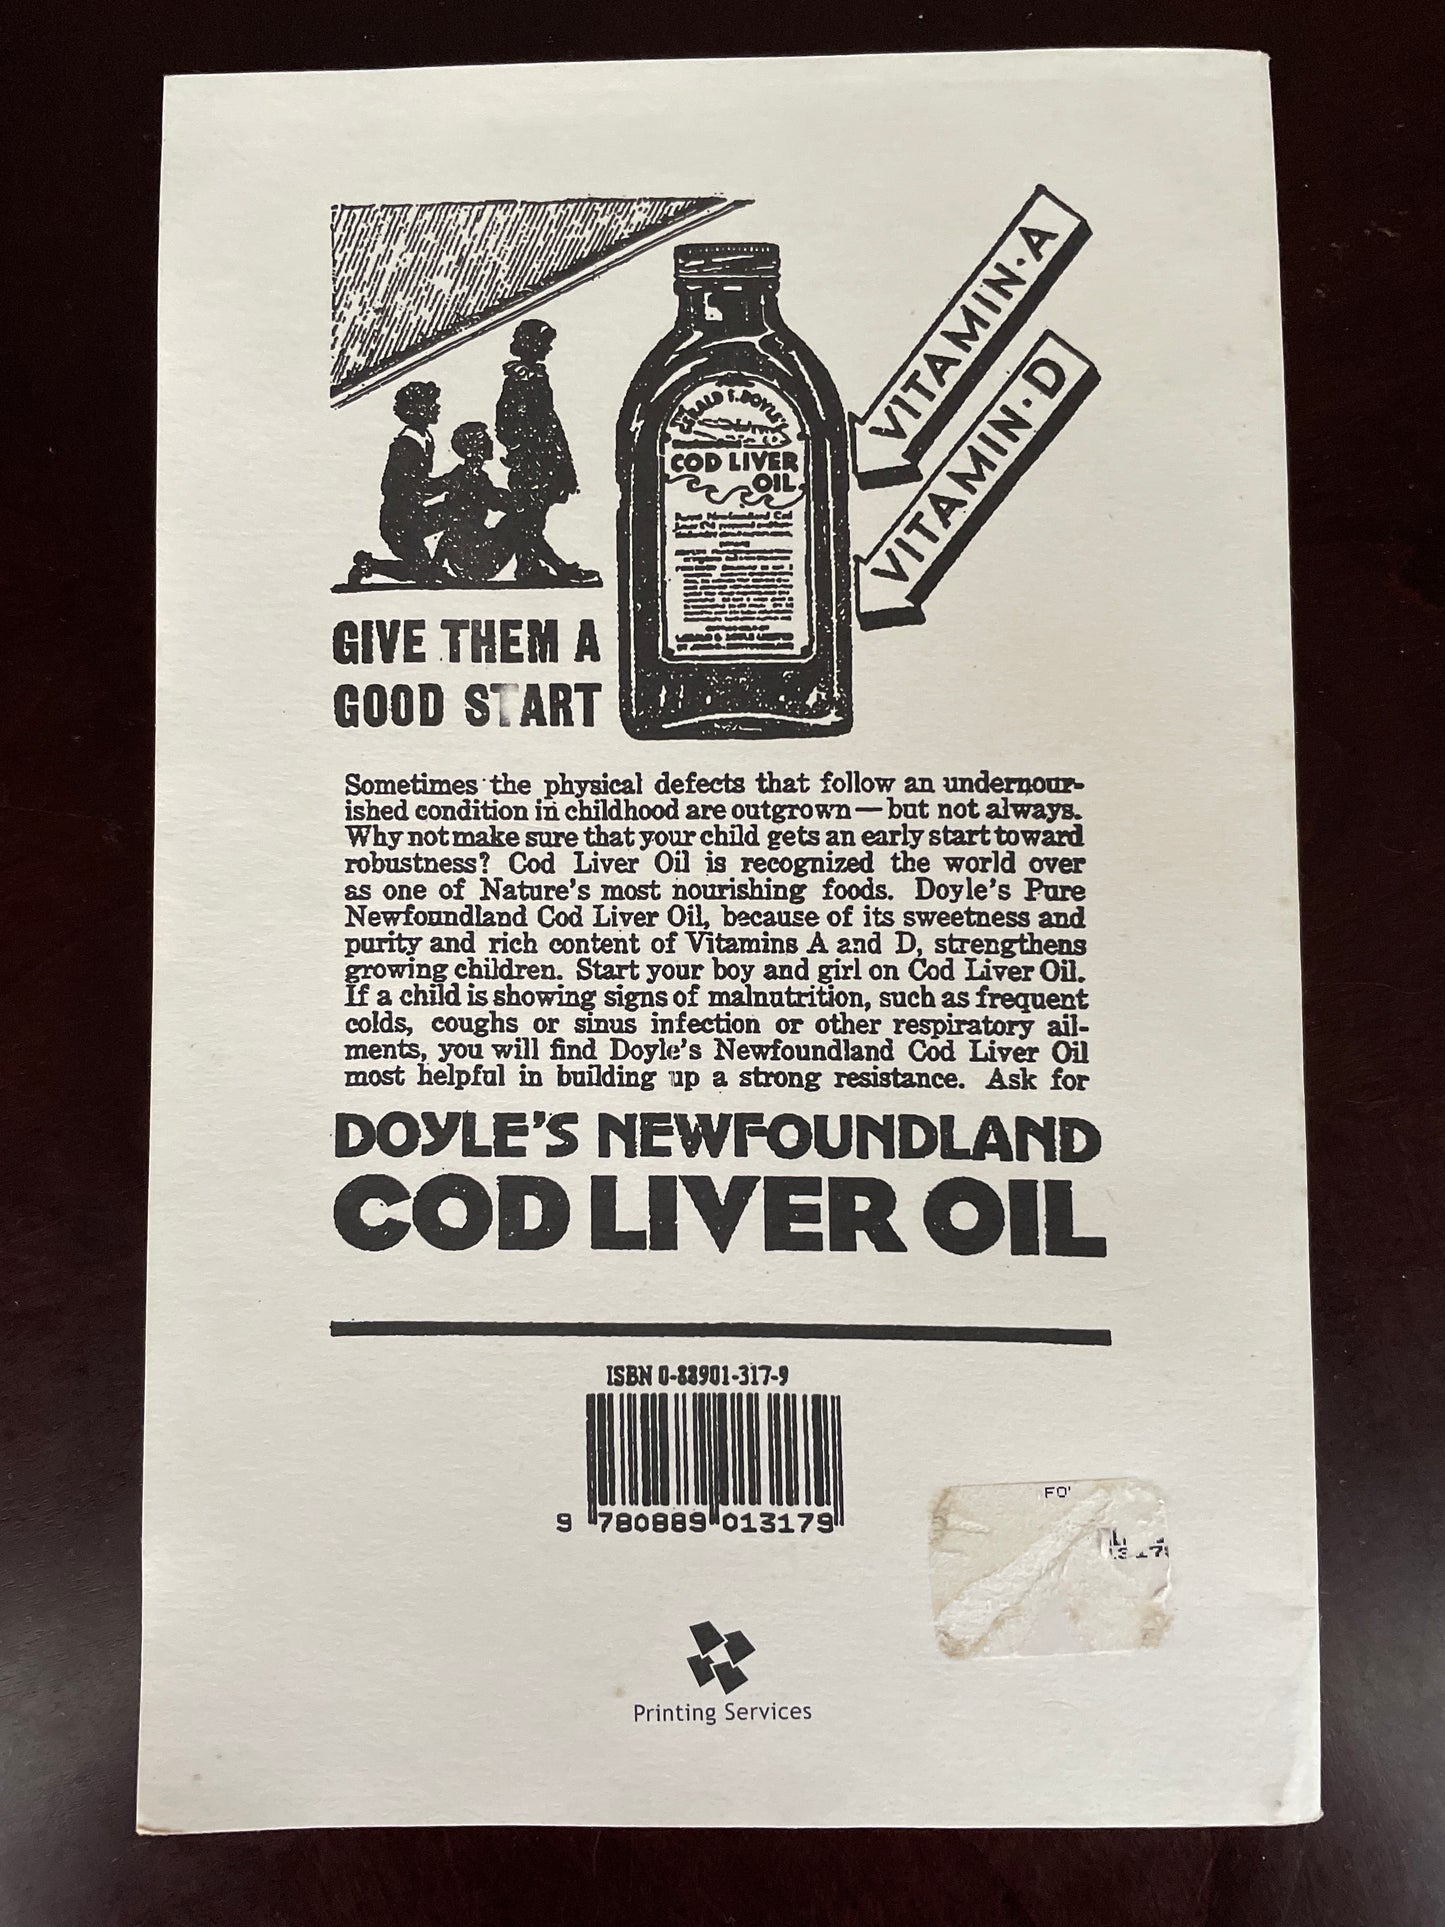 VITAMIN·A
VITAMIN·D
GERALD S. DOYLE'S
COD LIVER
OIL
GIVE THEM A
GOOD START
Sometimes the physical defects that follow an undernour-
ished condition in childhood are outgrown — but not always.
Why not make sure that your child gets an early start toward
robustness? Cod Liver Oil is recognized the world over
as one of Nature's most nourishing foods. Doyle's Pure
Newfoundland Cod Liver Oil, because of its sweetness and
purity and rich content of Vitamins A and D, strengthens
growing children. Start your boy and girl on Cod Liver Oil.
If a child is showing signs of malnutrition, such as frequent
colds, coughs or sinus infection or other respiratory ail-
ments, you will find Doyle's Newfoundland Cod Liver Oil
most helpful in building up a strong resistance. Ask for
DOYLE'S NEWFOUNDLAND
COD LIVER OIL
ISBN 0-88901-317-9
9 780889 013179
FO'
Printing Services